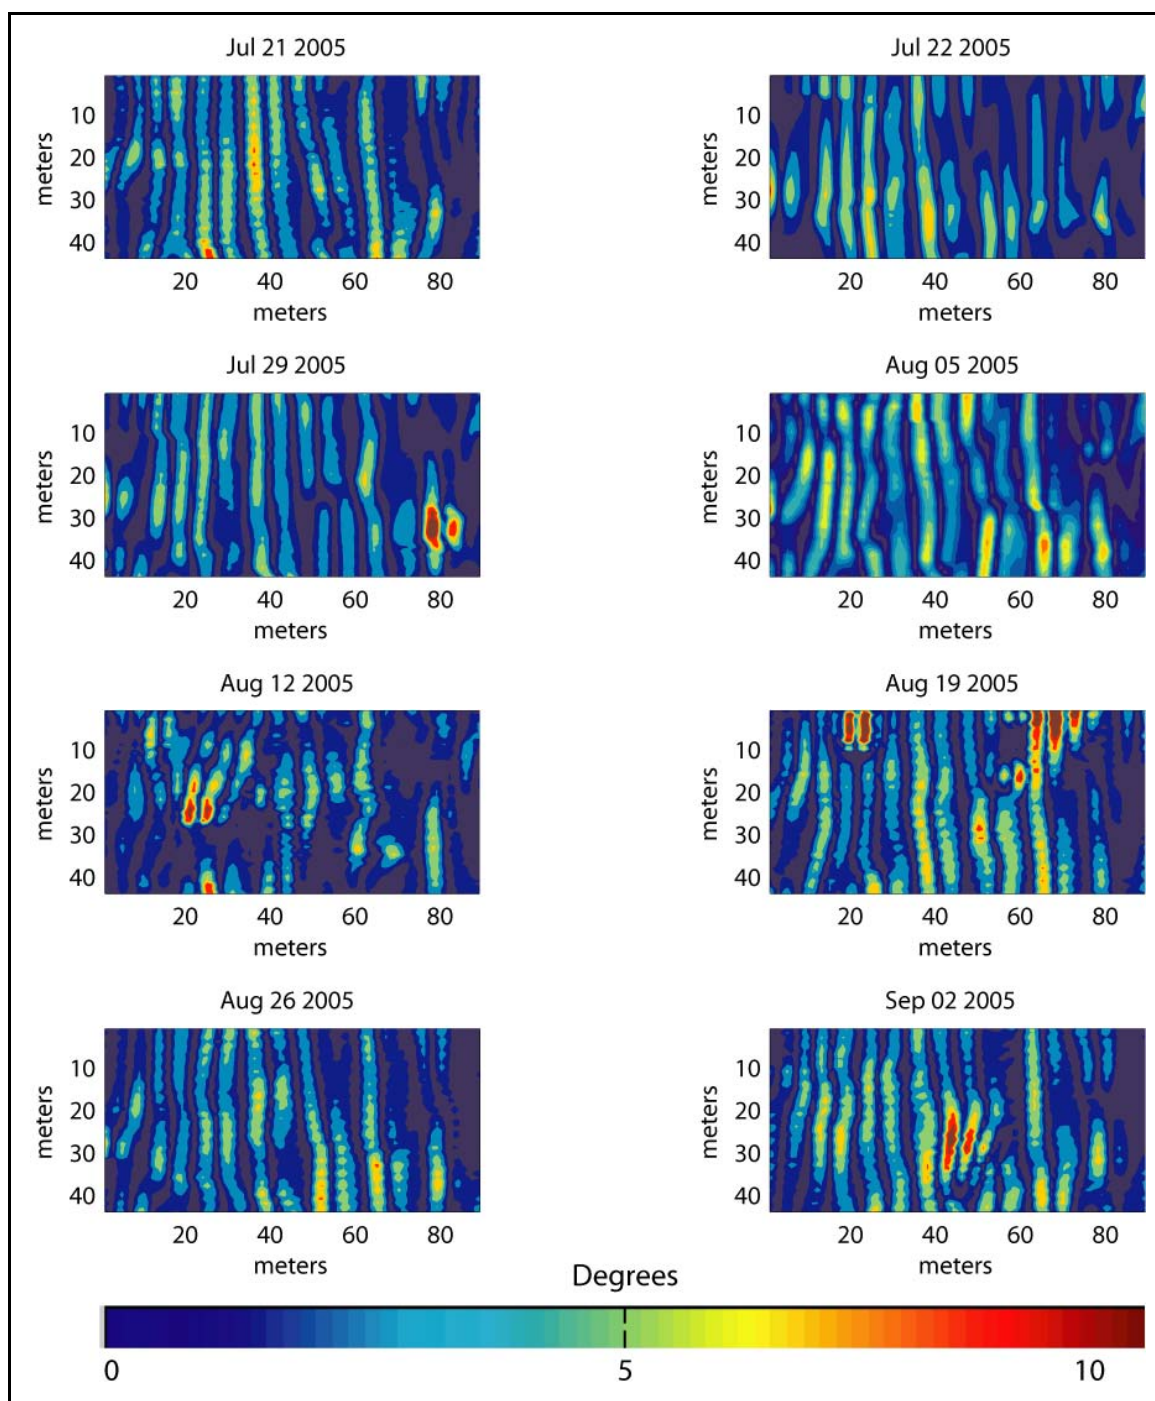 Jul 21 2005
Jul 22 2005
meters
10
20
30
40
20 40 60 80
meters
meters
10
20
30
40
20 40 60 80
meters
Jul 29 2005
Aug 05 2005
meters
10
20
30
40
20 40 60 80
meters
meters
10
20
30
40
20 40 60 80
meters
Aug 12 2005
Aug 19 2005
meters
10
20
30
40
20 40 60 80
meters
meters
10
20
30
40
20 40 60 80
meters
Aug 26 2005
Sep 02 2005
meters
10
20
30
40
20 40 60 80
meters
meters
10
20
30
40
20 40 60 80
meters
Degrees
0 5 10